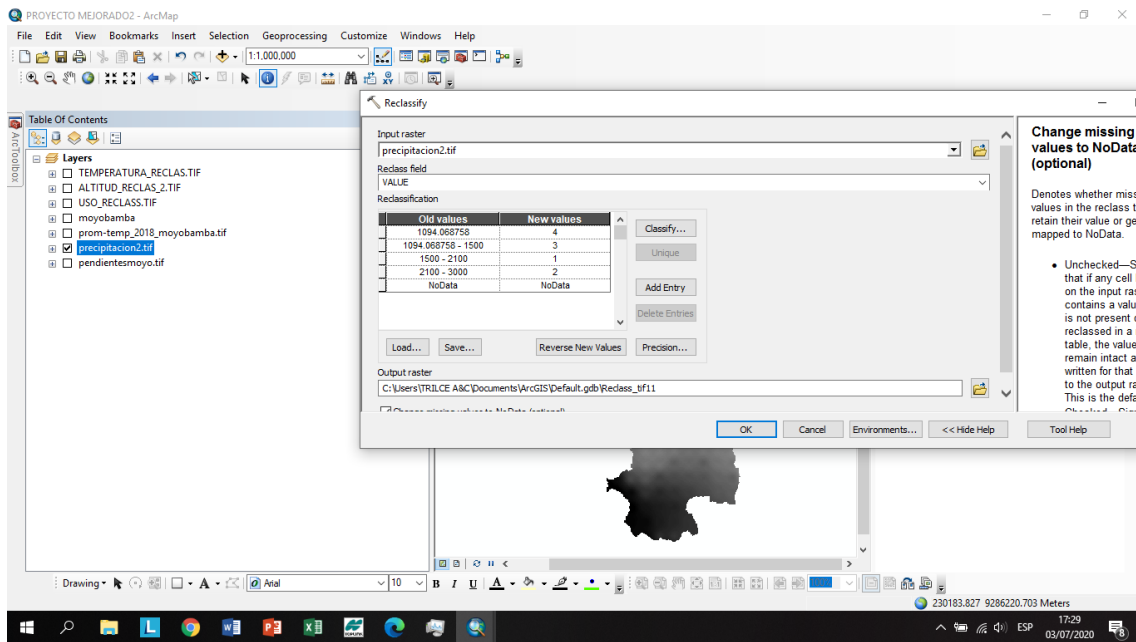 PROYECTO MEJORADO2 - ArcMap
File Edit View Bookmarks Insert Selection Geoprocessing Customize Windows Help
1:1,000,000
Table Of Contents
ArcToolbox
Layers
TEMPERATURA_RECLAS.TIF
ALTITUD_RECLAS_2.TIF
USO_RECLASS.TIF
moyobamba
prom-temp_2018_moyobamba.tif
precipitacion2.tif
pendientesmoyo.tif
Reclassify
Input raster
precipitacion2.tif
Reclass field
VALUE
Reclassification
Old values New values
1094.068758 4
1094.068758 - 1500 3
1500 - 2100 1
2100 - 3000 2
NoData NoData
Classify...
Unique
Add Entry
Delete Entries
Load... Save... Reverse New Values Precision...
Output raster
C:\Users\TRILCE A&C\Documents\ArcGIS\Default.gdb\Reclass_tif11
Change missing values to NoData (optional)
OK Cancel Environments... << Hide Help Tool Help
Change missing
values to NoData
(optional)
Denotes whether miss
values in the reclass t
retain their value or ge
mapped to NoData.
• Unchecked—S
that if any cell
on the input ras
contains a valu
is not present o
reclassed in a
table, the value
remain intact a
written for that
to the output ra
This is the defa
Drawing Arial 10 B I U A
230183.827 9286220.703 Meters
ESP
17:29
03/07/2020